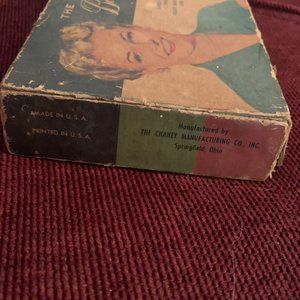 THE
MADE IN U.S.A.
PRINTED IN U.S.A.
Manufactured by
THE CHANEY MANUFACTURING CO., INC.
Springfield, Ohio